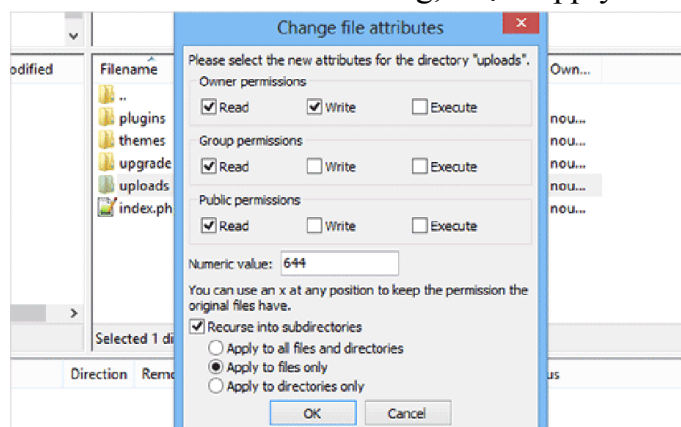 Change file attributes
Please select the new attributes for the directory "uploads".
Owner permissions
Read Write Execute
Group permissions
Read Write Execute
Public permissions
Read Write Execute
Numeric value: 644
You can use an x at any position to keep the permission the
original files have.
Recurse into subdirectories
Apply to all files and directories
Apply to files only
Apply to directories only
OK Cancel
odified
Filename
..
plugins
themes
upgrade
uploads
index.ph
Selected 1 di
Own...
nou...
nou...
nou...
nou...
nou...
Direction Remo
us